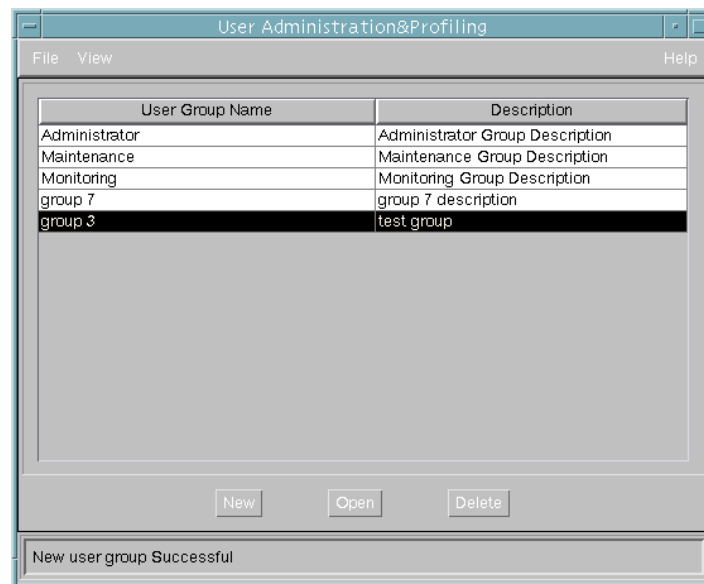 User Administration&Profiling
File View Help
User Group Name Description
Administrator Administrator Group Description
Maintenance Maintenance Group Description
Monitoring Monitoring Group Description
group 7 group 7 description
group 3 test group
New Open Delete
New user group Successful